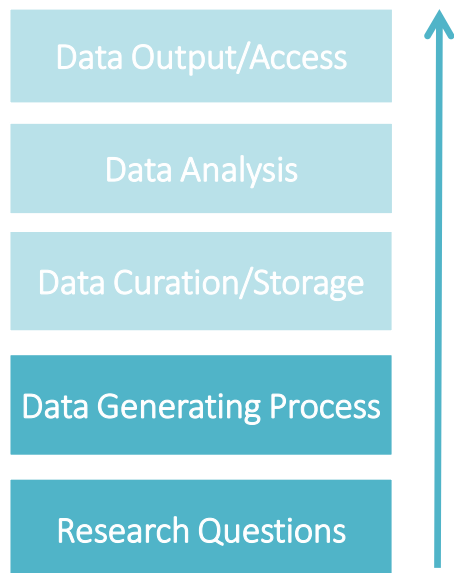 Data Output/Access
Data Analysis
Data Curation/Storage
Data Generating Process
Research Questions